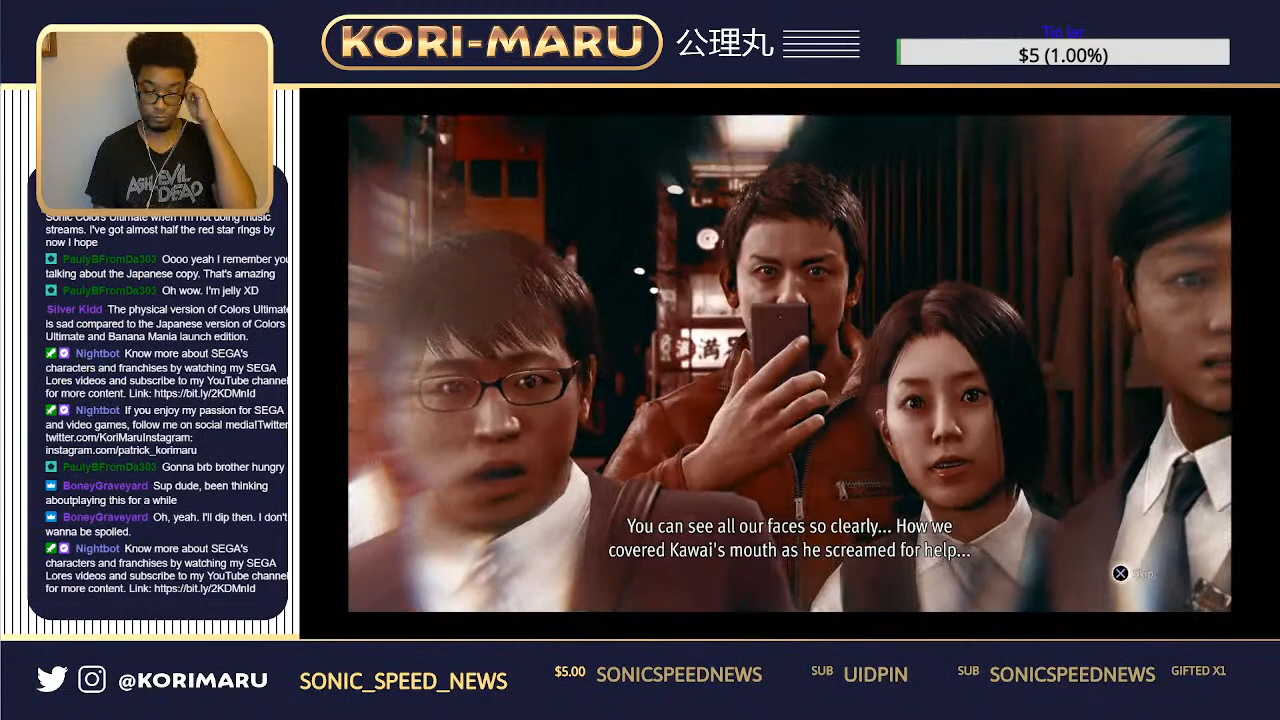 KORI-MARU
公理丸
Tip jar
$5 (1.00%)
ASH EVIL
DEAD
Sonic Colors Ultimate when I'm not doing music
streams. I've got almost half the red star rings by
now I hope
PaulyBFromDa303 Oooo yeah I remember you
talking about the Japanese copy. That's amazing
PaulyBFromDa303 Oh wow. I'm jelly XD
Silver Kidd The physical version of Colors Ultimate
is sad compared to the Japanese version of Colors
Ultimate and Banana Mania launch edition.
Nightbot Know more about SEGA's
characters and franchises by watching my SEGA
Lores videos and subscribe to my YouTube channel
for more content. Link: https://bit.ly/2KDMnId
Nightbot If you enjoy my passion for SEGA
and video games, follow me on social media!Twitter:
twitter.com/KoriMaruInstagram:
instagram.com/patrick_korimaru
PaulyBFromDa303 Gonna brb brother hungry
BoneyGraveyard Sup dude, been thinking
aboutplaying this for a while
BoneyGraveyard Oh, yeah. I'll dip then. I don't
wanna be spoiled.
Nightbot Know more about SEGA's
characters and franchises by watching my SEGA
Lores videos and subscribe to my YouTube channel
for more content. Link: https://bit.ly/2KDMnId
満
You can see all our faces so clearly... How we
covered Kawai's mouth as he screamed for help...
Skip
@KORIMARU
SONIC_SPEED_NEWS
$5.00 SONICSPEEDNEWS
SUB UIDPIN
SUB SONICSPEEDNEWS GIFTED X1